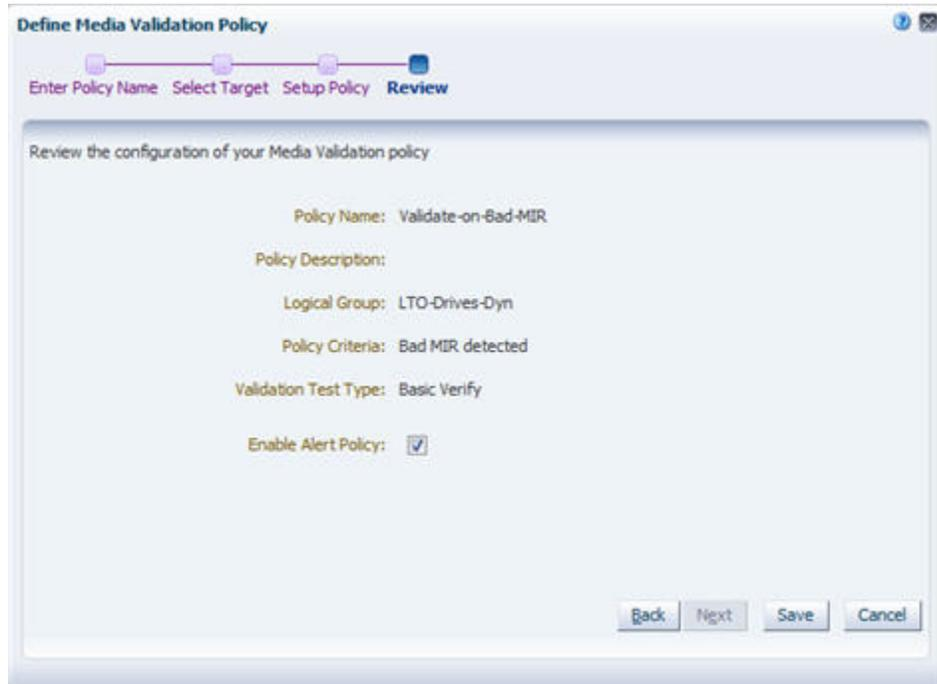 Define Media Validation Policy
Enter Policy Name Select Target Setup Policy Review
Review the configuration of your Media Validation policy
Policy Name: Validate-on-Bad-MIR
Policy Description:
Logical Group: LTO-Drives-Dyn
Policy Criteria: Bad MIR detected
Validation Test Type: Basic Verify
Enable Alert Policy:
Back Next Save Cancel